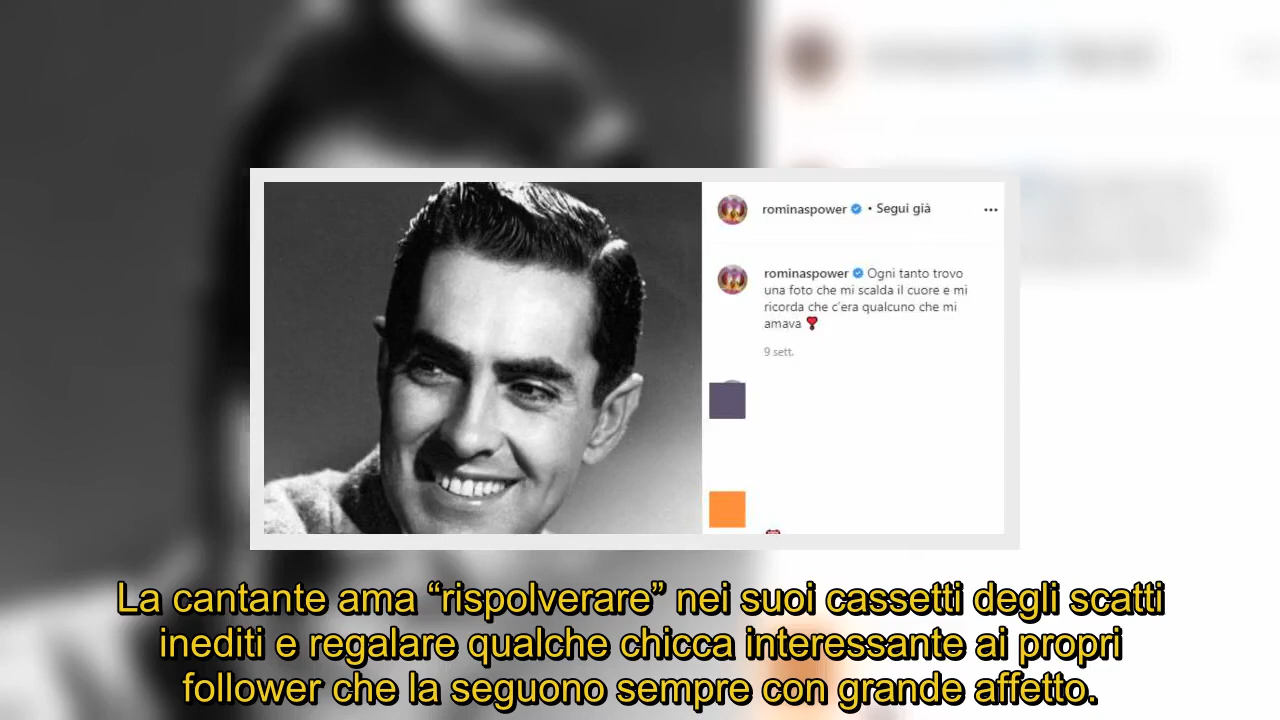 rominaspower • Segui già
rominaspower Ogni tanto trovo
una foto che mi scalda il cuore e mi
ricorda che c'era qualcuno che mi
amava
9 sett.
La cantante ama “rispolverare” nei suoi cassetti degli scatti
inediti e regalare qualche chicca interessante ai propri
follower che la seguono sempre con grande affetto.